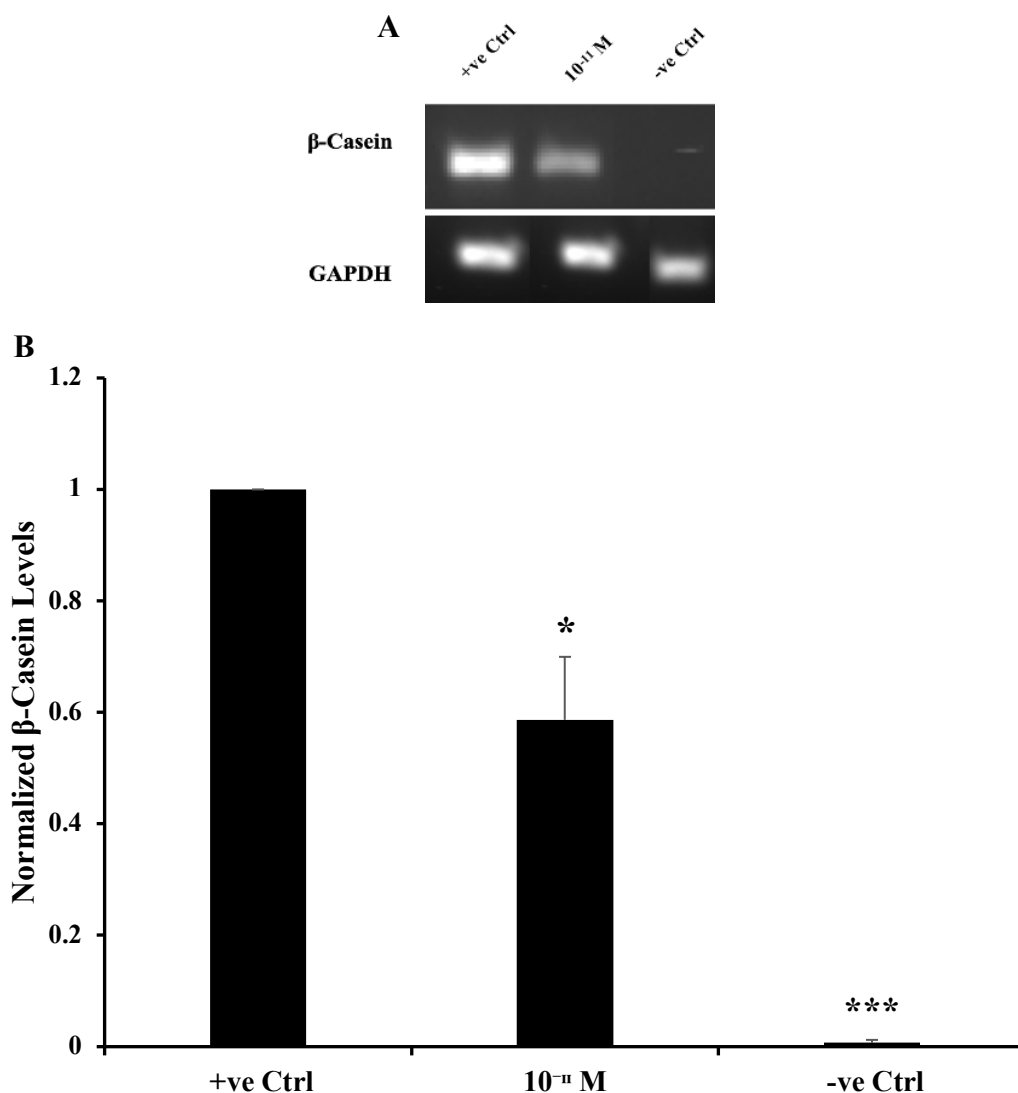 A
+ve Ctrl
10⁻¹¹ M
-ve Ctrl
β-Casein
GAPDH
B
Normalized β-Casein Levels
1.2
1
0.8
0.6
0.4
0.2
0
*
***
+ve Ctrl
10⁻¹¹ M
-ve Ctrl